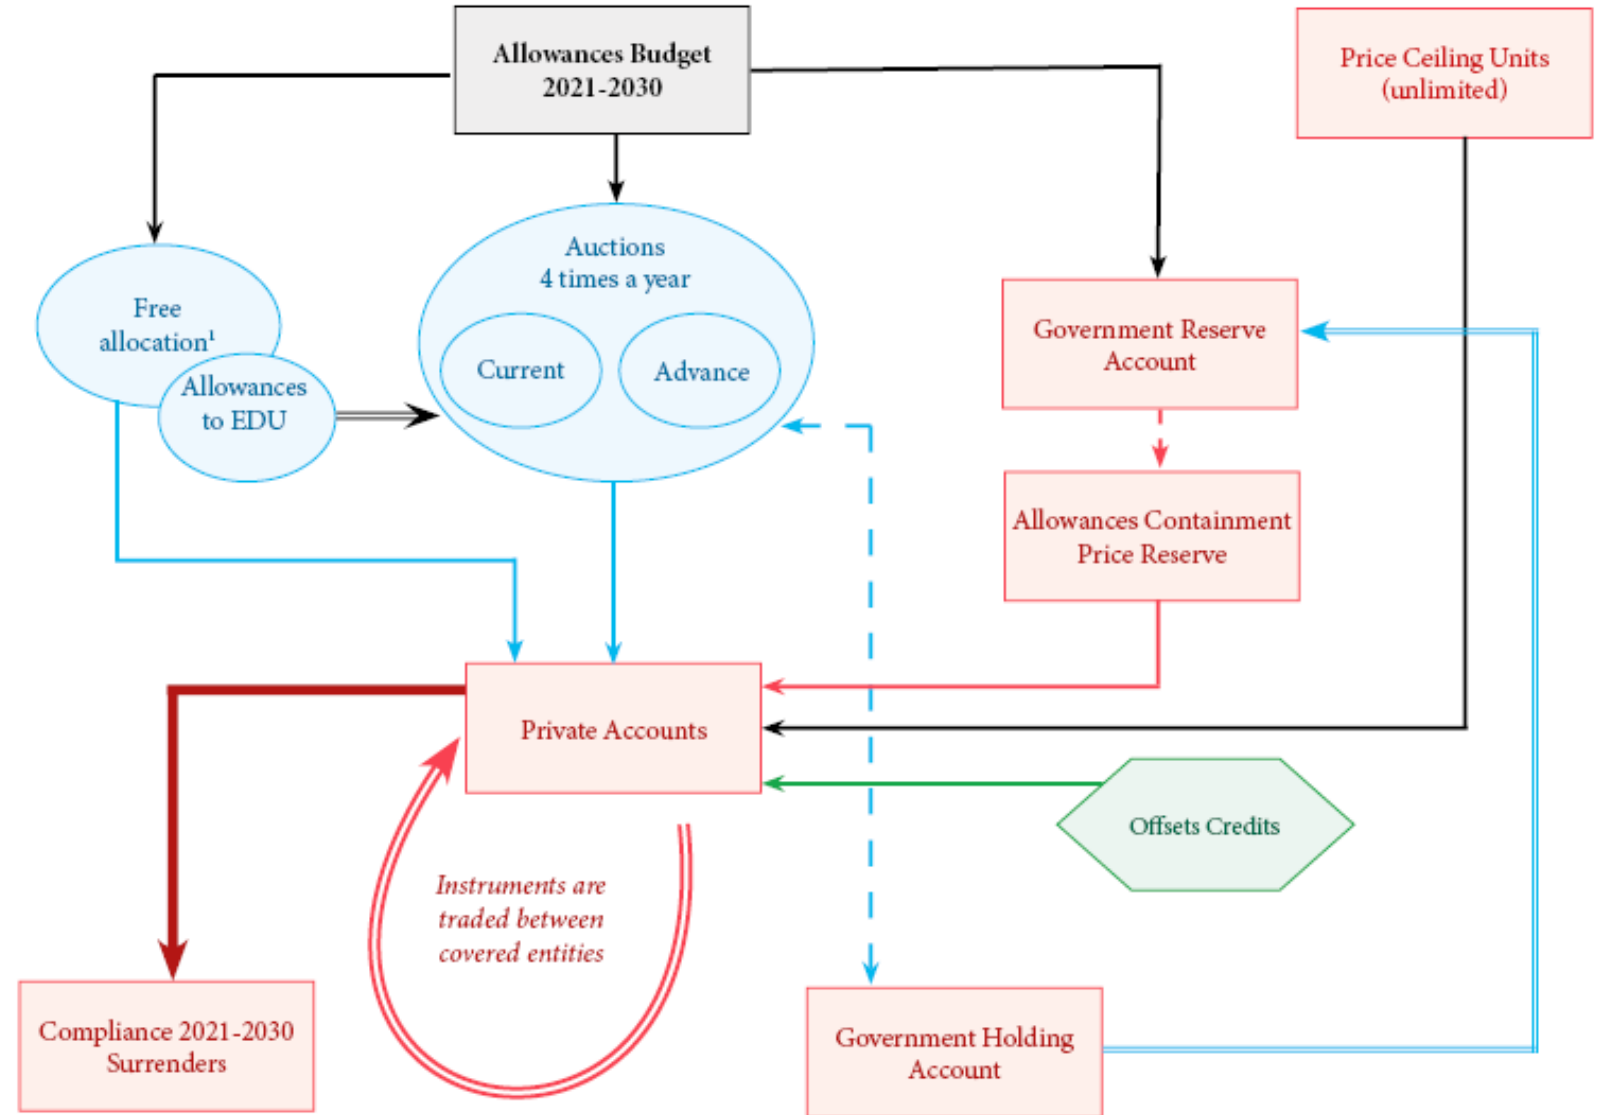 Allowances Budget
2021-2030
Price Ceiling Units
(unlimited)
Auctions
4 times a year
Free
allocation¹
Current
Advance
Allowances
to EDU
Government Reserve
Account
Allowances Containment
Price Reserve
Private Accounts
Offsets Credits
Instruments are
traded between
covered entities
Compliance 2021-2030
Surrenders
Government Holding
Account